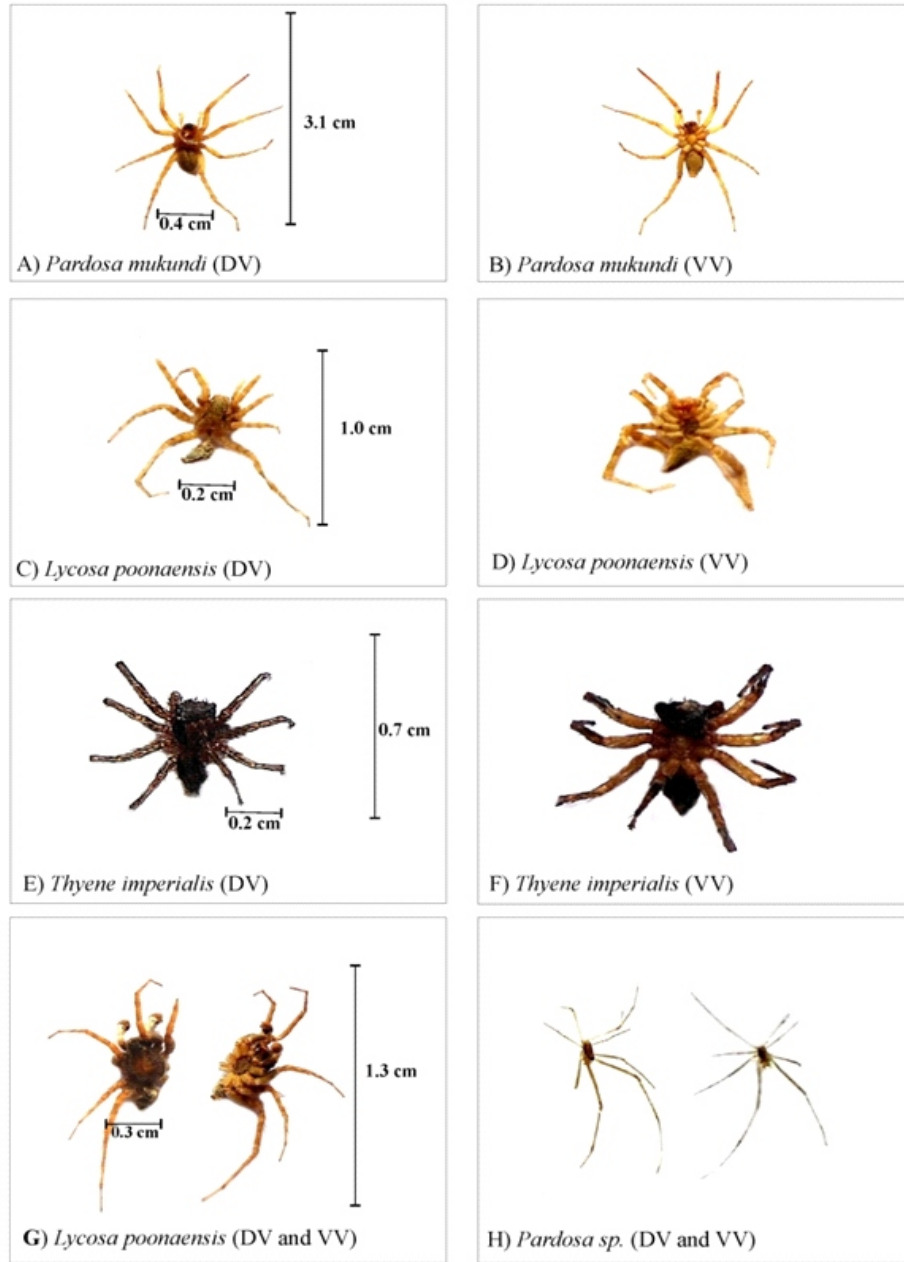 3.1 cm
0.4 cm
A) Pardosa mukundi (DV)
B) Pardosa mukundi (VV)
1.0 cm
0.2 cm
C) Lycosa poonaensis (DV)
D) Lycosa poonaensis (VV)
0.7 cm
0.2 cm
E) Thyene imperialis (DV)
F) Thyene imperialis (VV)
1.3 cm
0.3 cm
G) Lycosa poonaensis (DV and VV)
H) Pardosa sp. (DV and VV)